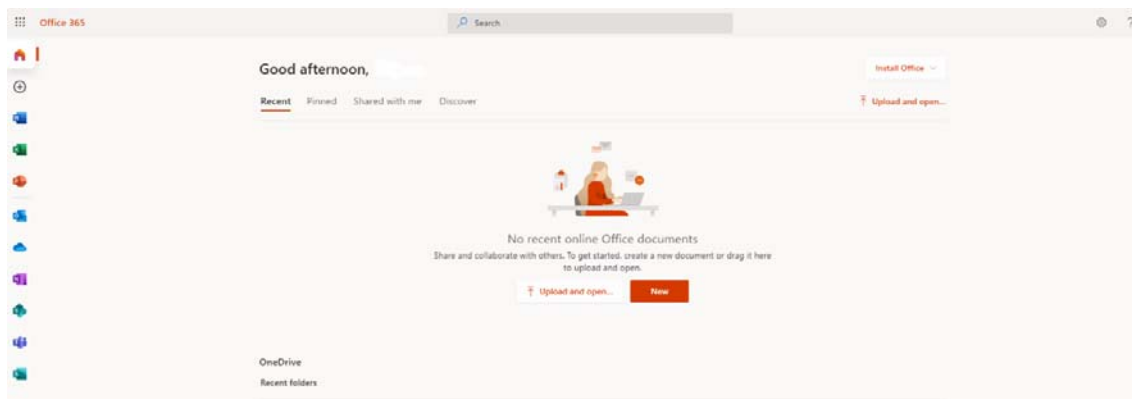 Office 365
Search
?
Good afternoon,
Install Office
Recent Pinned Shared with me Discover
Upload and open...
No recent online Office documents
Share and collaborate with others. To get started, create a new document or drag it here
to upload and open.
Upload and open... New
OneDrive
Recent folders